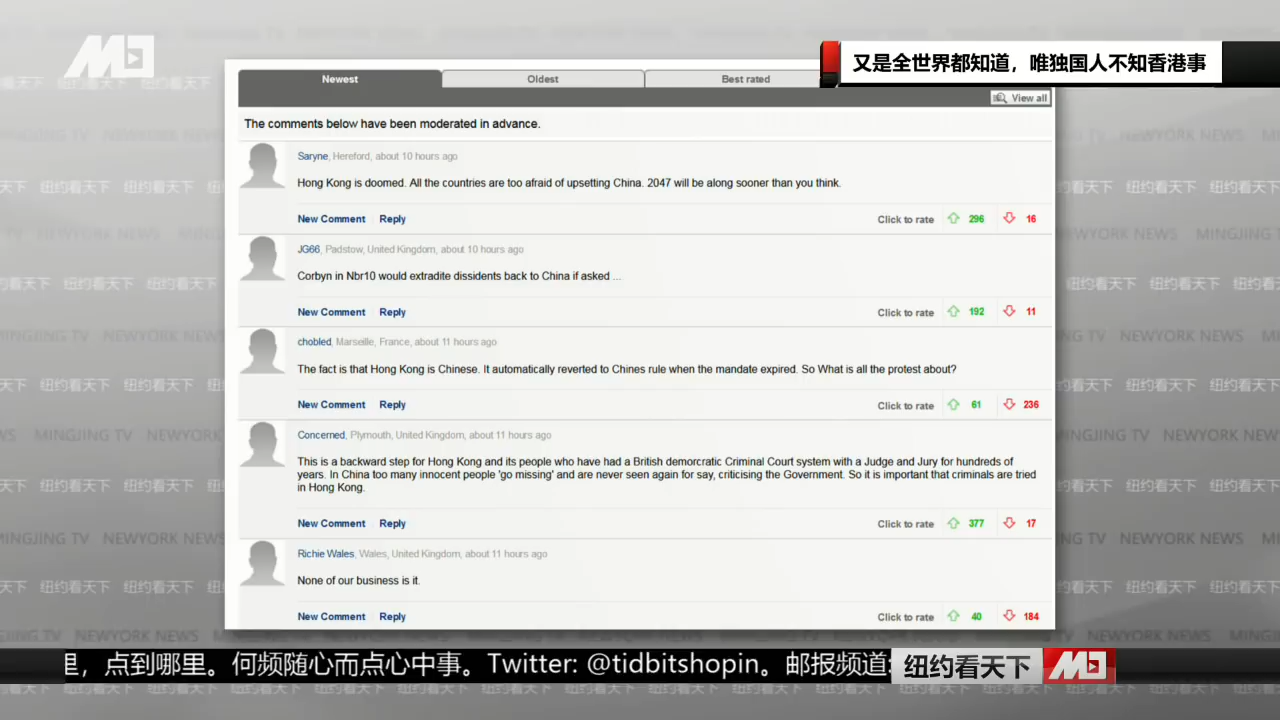 又是全世界都知道，唯独国人不知香港事
Newest
Oldest
Best rated
View all
The comments below have been moderated in advance.
Saryne, Hereford, about 10 hours ago
Hong Kong is doomed. All the countries are too afraid of upsetting China. 2047 will be along sooner than you think.
New Comment Reply Click to rate 296 16
JG66, Padstow, United Kingdom, about 10 hours ago
Corbyn in Nbr10 would extradite dissidents back to China if asked ...
New Comment Reply Click to rate 192 11
chobled, Marseille, France, about 11 hours ago
The fact is that Hong Kong is Chinese. It automatically reverted to Chines rule when the mandate expired. So What is all the protest about?
New Comment Reply Click to rate 61 236
Concerned, Plymouth, United Kingdom, about 11 hours ago
This is a backward step for Hong Kong and its people who have had a British demorcratic Criminal Court system with a Judge and Jury for hundreds of
years. In China too many innocent people 'go missing' and are never seen again for say, criticising the Government. So it is important that criminals are tried
in Hong Kong.
New Comment Reply Click to rate 377 17
Richie Wales, Wales, United Kingdom, about 11 hours ago
None of our business is it.
New Comment Reply Click to rate 40 184
，点到哪里。何频随心而点心中事。Twitter: @tidbitshopin。邮报频道:
纽约看天下
MINGJING TV NEWYORK NEWS
纽约看天下